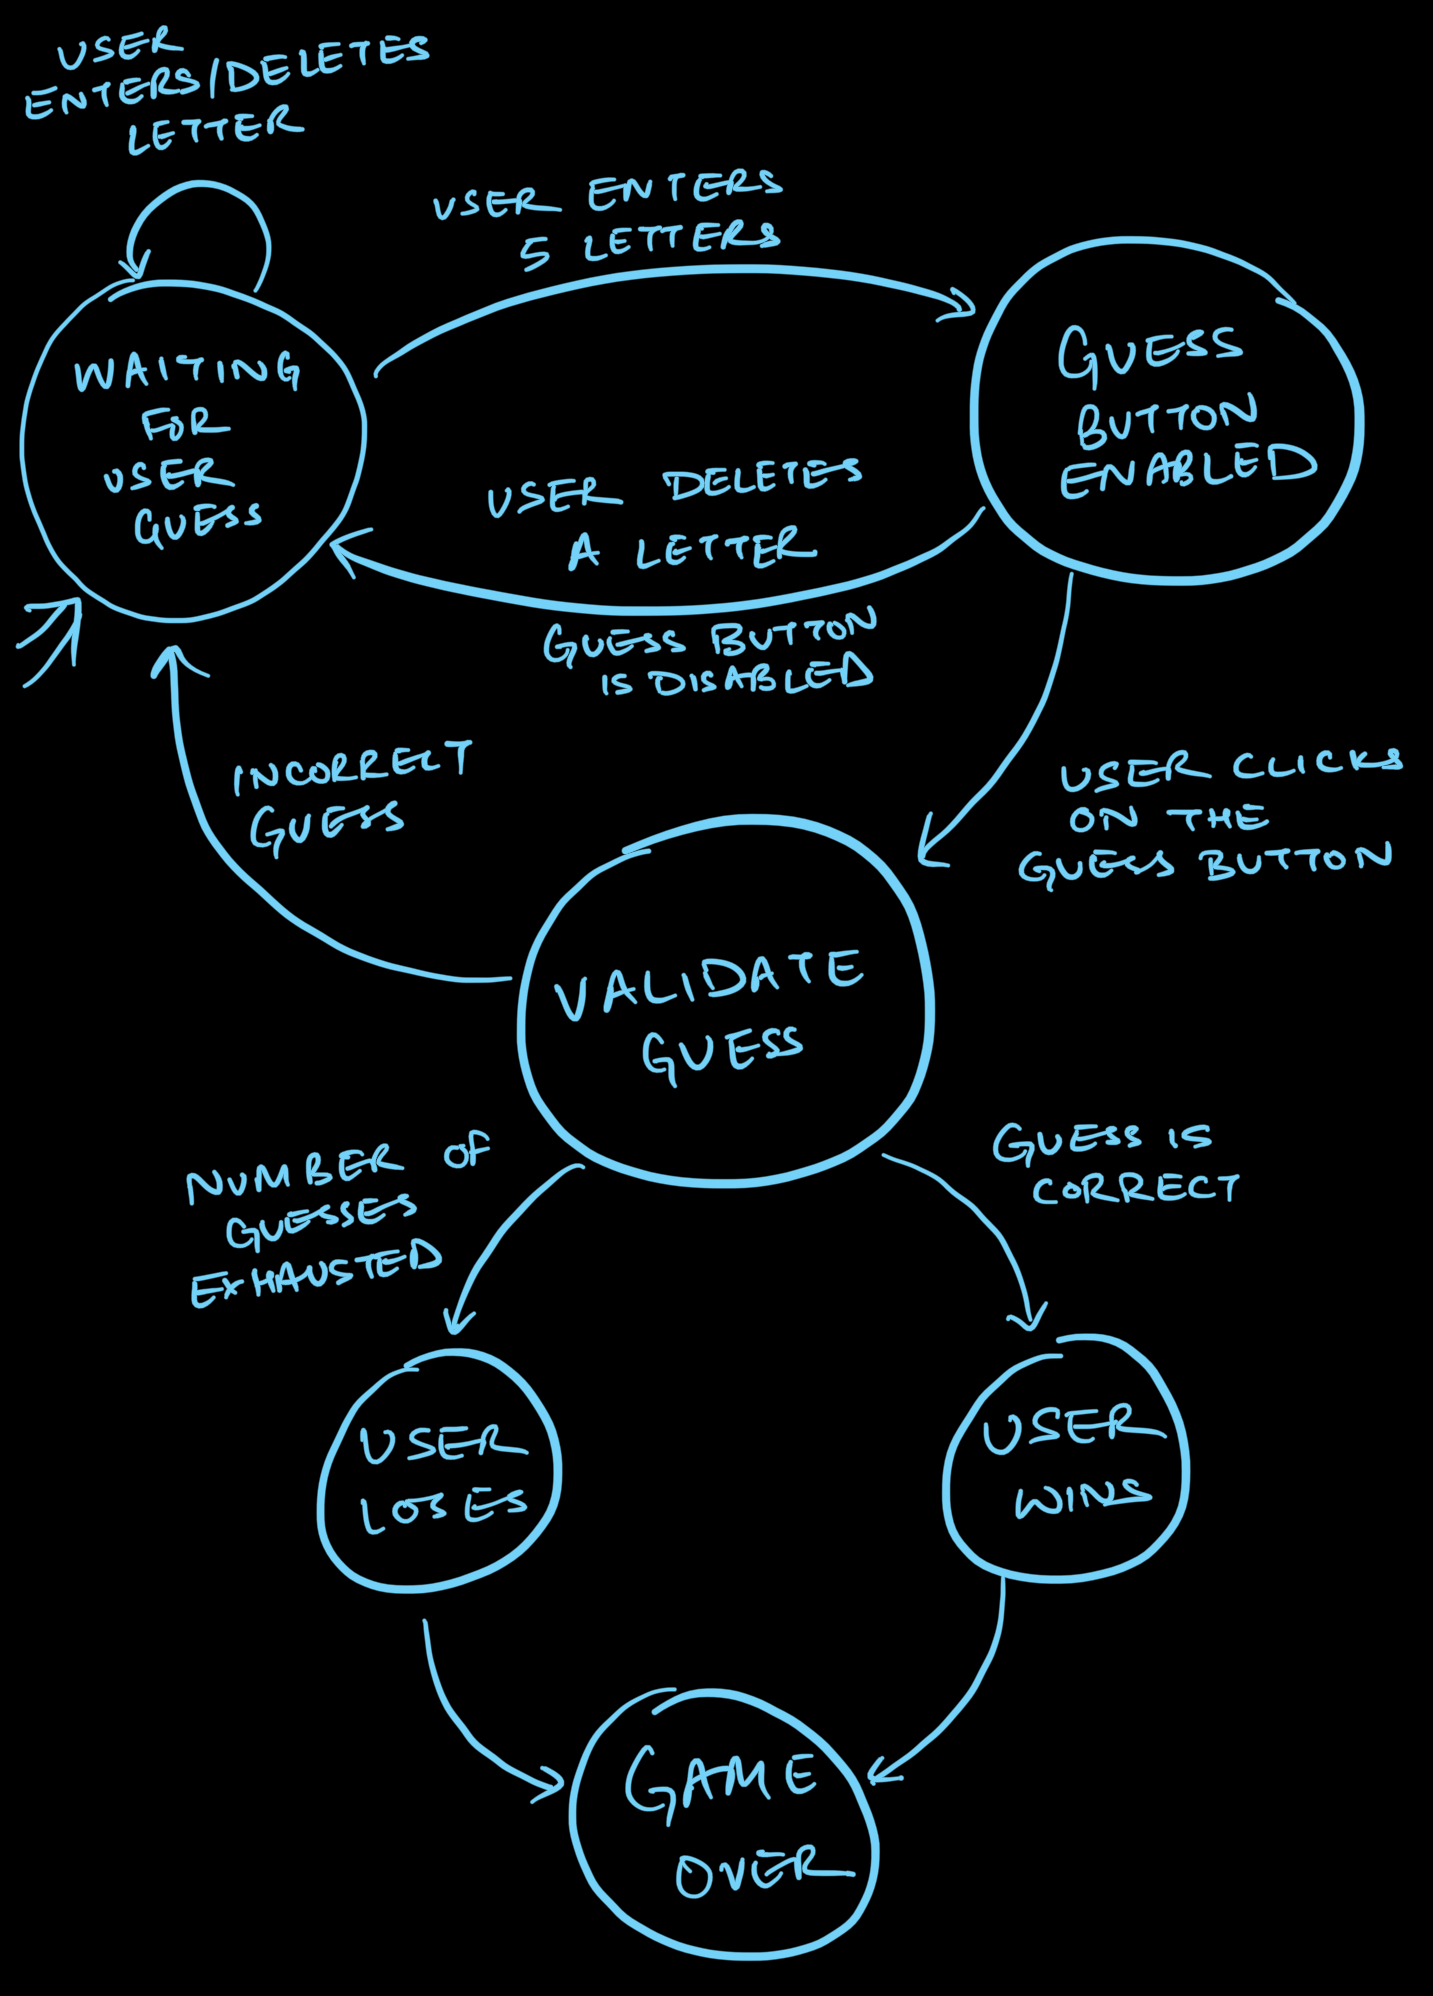 USER
ENTERS/DELETES
LETTER
USER ENTERS
5 LETTERS
WAITING
FOR
USER
GUESS
GUESS
BUTTON
ENABLED
USER DELETES
A LETTER
GUESS BUTTON
IS DISABLED
INCORRECT
GUESS
USER CLICKS
ON THE
GUESS BUTTON
VALIDATE
GUESS
NUMBER OF
GUESSES
EXHAUSTED
GUESS IS
CORRECT
USER
LOSES
USER
WINS
GAME
OVER